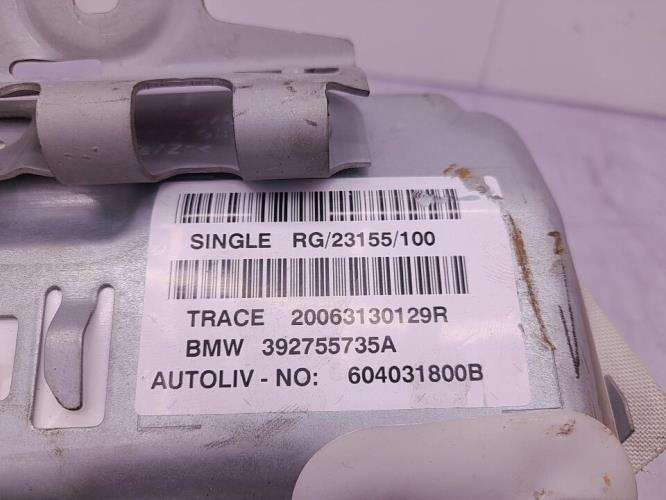 SINGLE RG/23155/100
TRACE 20063130129R
BMW 392755735A
AUTOLIV - NO: 604031800B